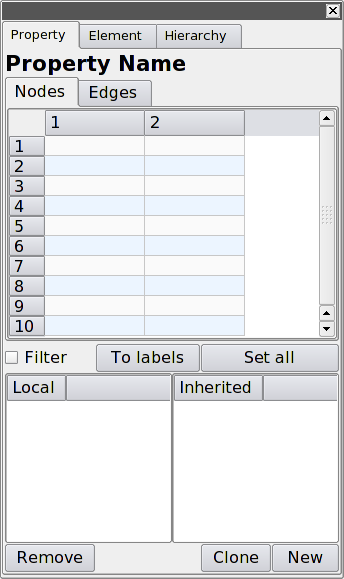 Property Element Hierarchy
Property Name
Nodes Edges
1 2
1
2
3
4
5
6
7
8
9
10
Filter To labels Set all
Local Inherited
Remove Clone New